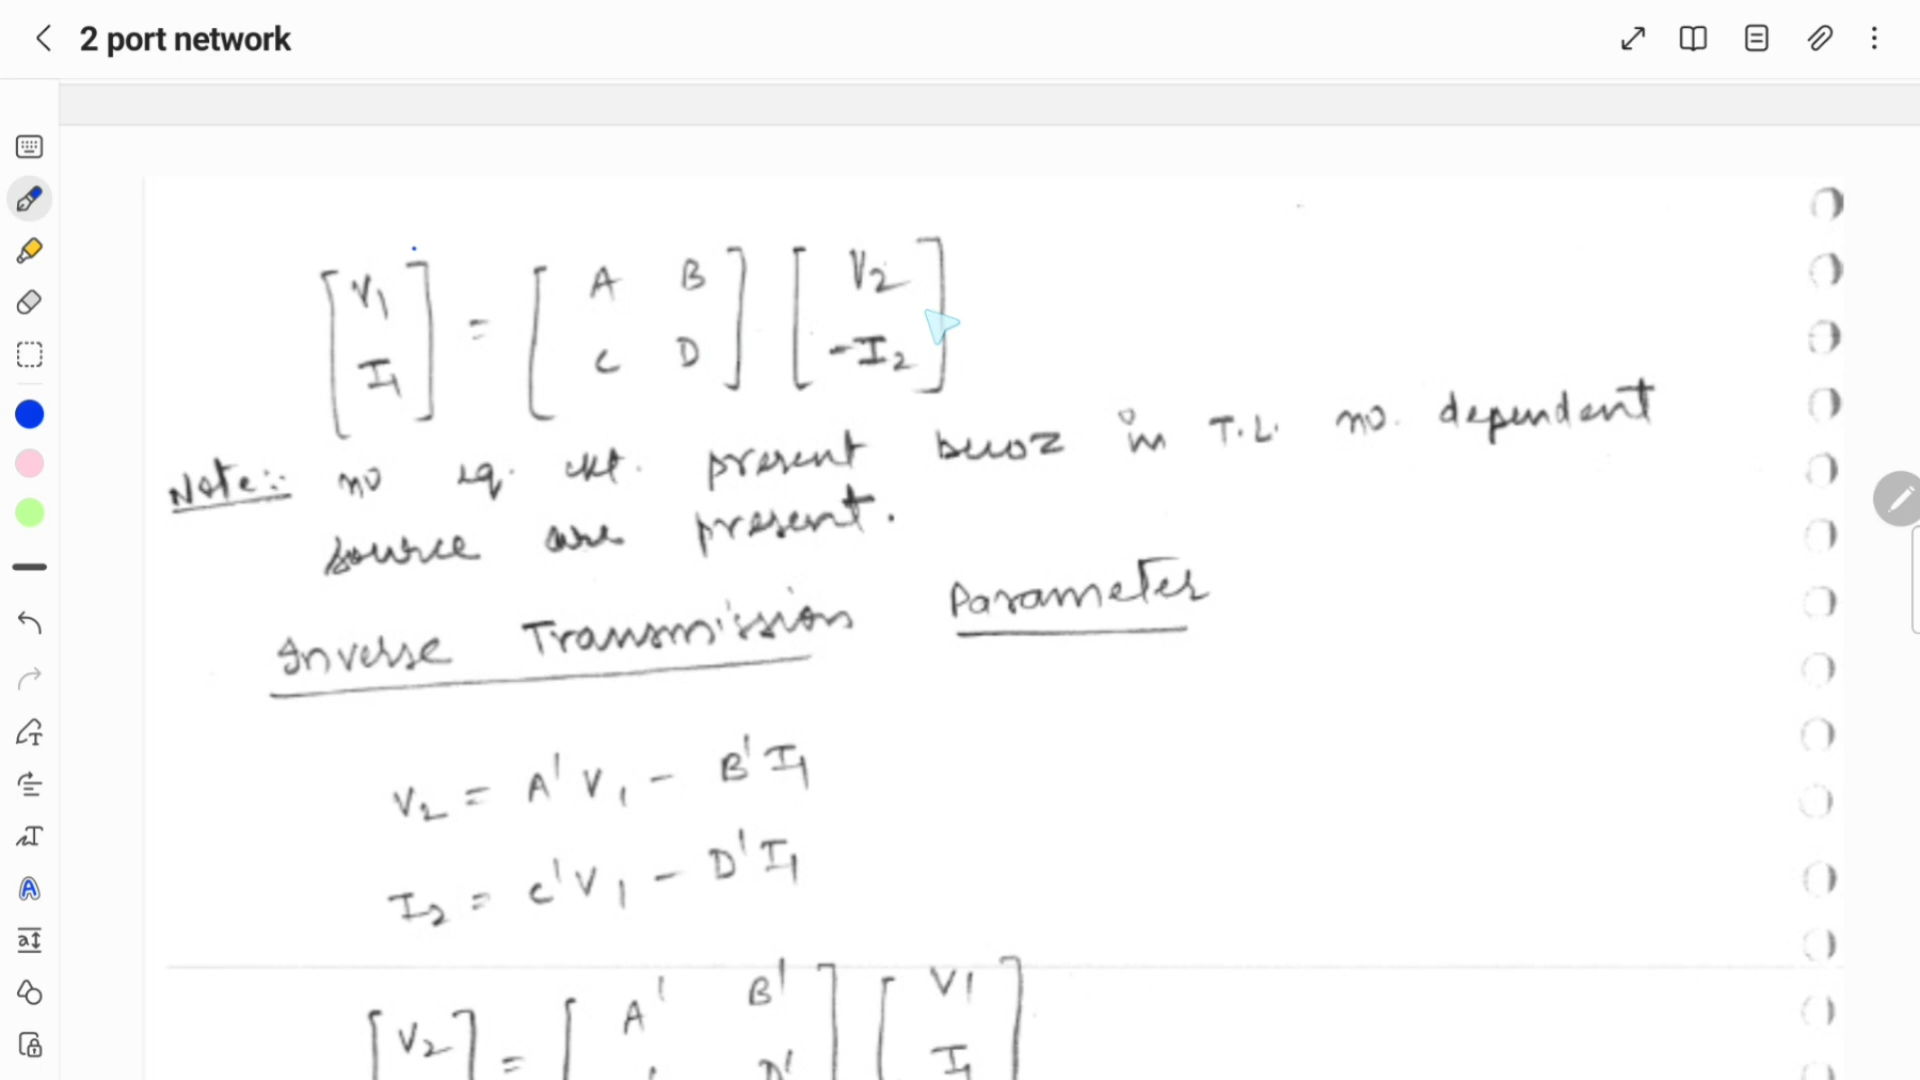 2 port network
[V1 I1] = [A B C D] [V2 -I2]
Note:- no eq. ckt. present becoz in T.L. no. dependent
source are present.
Inverse Transmission Parameter
V2 = A' V1 - B' I1
I2 = C' V1 - D' I1
[V2] = [A' B' D'] [V1 I1]